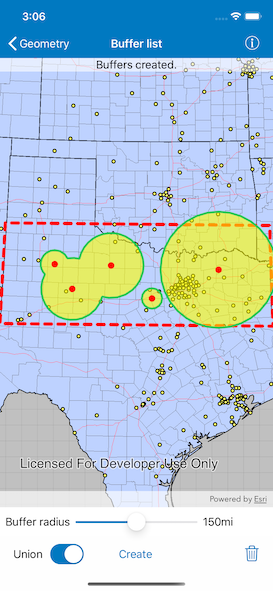 3:06
Geometry
Buffer list
Buffers created.
Licensed For Developer Use Only
Powered by Esri
Buffer radius
150mi
Union
Create